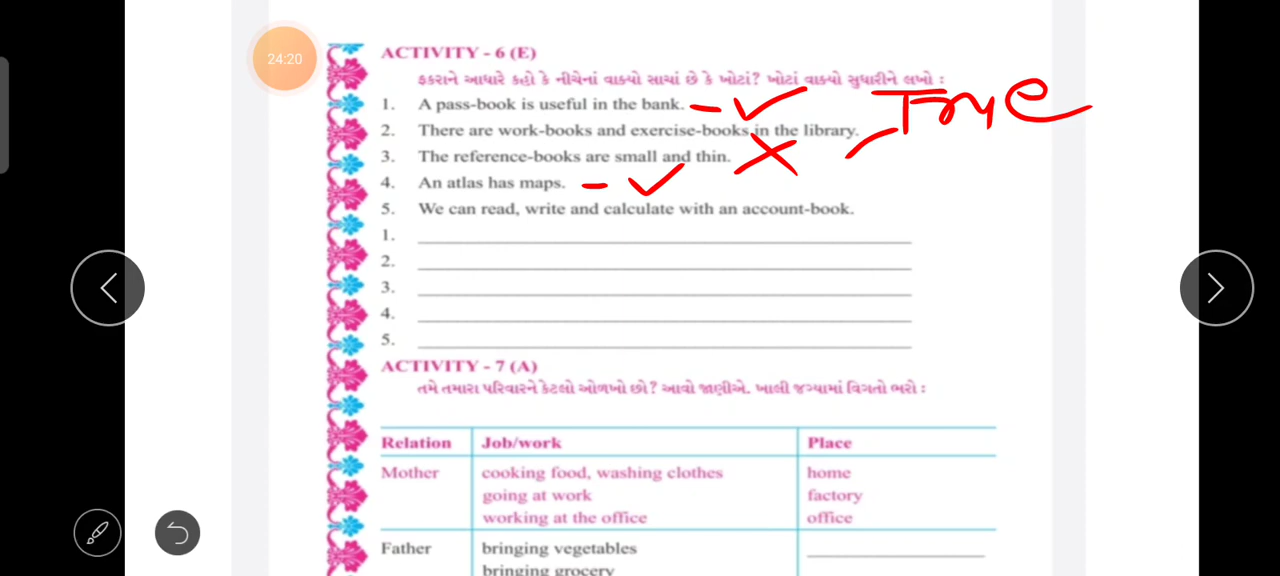 24:20
ACTIVITY - 6 (E)
ફકરાને આધારે કહો કે નીચેનાં વાક્યો સાચાં છે કે ખોટાં? ખોટાં વાક્યો સુધારીને લખો :
1. A pass-book is useful in the bank. - ✓
True
2. There are work-books and exercise-books in the library.
3. The reference-books are small and thin. ✗
4. An atlas has maps. - ✓
5. We can read, write and calculate with an account-book.
1.
2.
3.
4.
5.
ACTIVITY - 7 (A)
તમે તમારા પરિવારને કેટલો ઓળખો છો? આવો જાણીએ. ખાલી જગ્યામાં વિગતો ભરો :
Relation Job/work Place
Mother cooking food, washing clothes home
going at work factory
working at the office office
Father bringing vegetables
bringing grocery